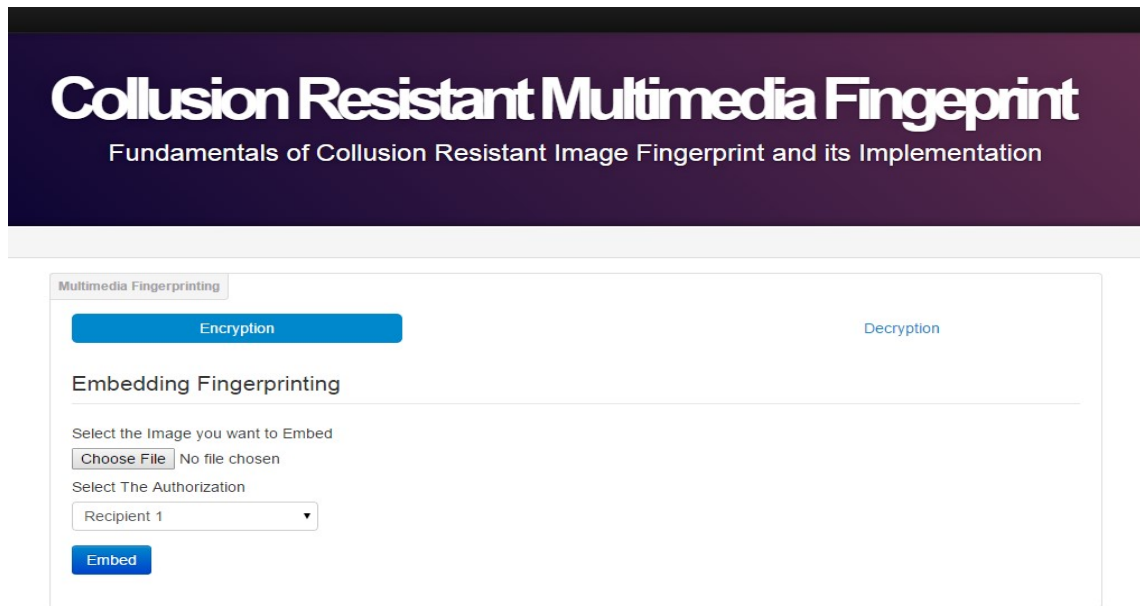 Collusion Resistant Multimedia Fingeprint
Fundamentals of Collusion Resistant Image Fingerprint and its Implementation
Multimedia Fingerprinting
Encryption
Decryption
Embedding Fingerprinting
Select the Image you want to Embed
Choose File No file chosen
Select The Authorization
Recipient 1
Embed